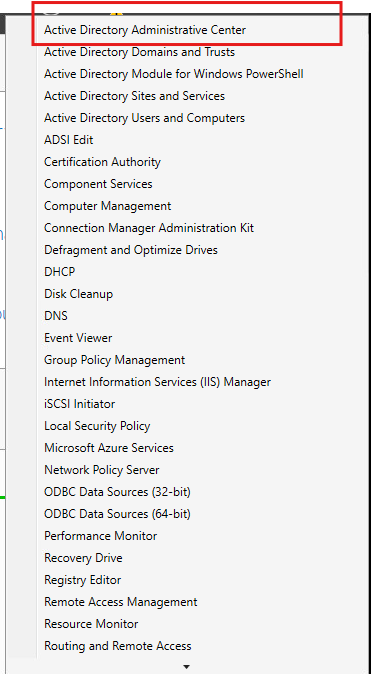 Active Directory Administrative Center
Active Directory Domains and Trusts
Active Directory Module for Windows PowerShell
Active Directory Sites and Services
Active Directory Users and Computers
ADSI Edit
Certification Authority
Component Services
Computer Management
Connection Manager Administration Kit
Defragment and Optimize Drives
DHCP
Disk Cleanup
DNS
Event Viewer
Group Policy Management
Internet Information Services (IIS) Manager
iSCSI Initiator
Local Security Policy
Microsoft Azure Services
Network Policy Server
ODBC Data Sources (32-bit)
ODBC Data Sources (64-bit)
Performance Monitor
Recovery Drive
Registry Editor
Remote Access Management
Resource Monitor
Routing and Remote Access